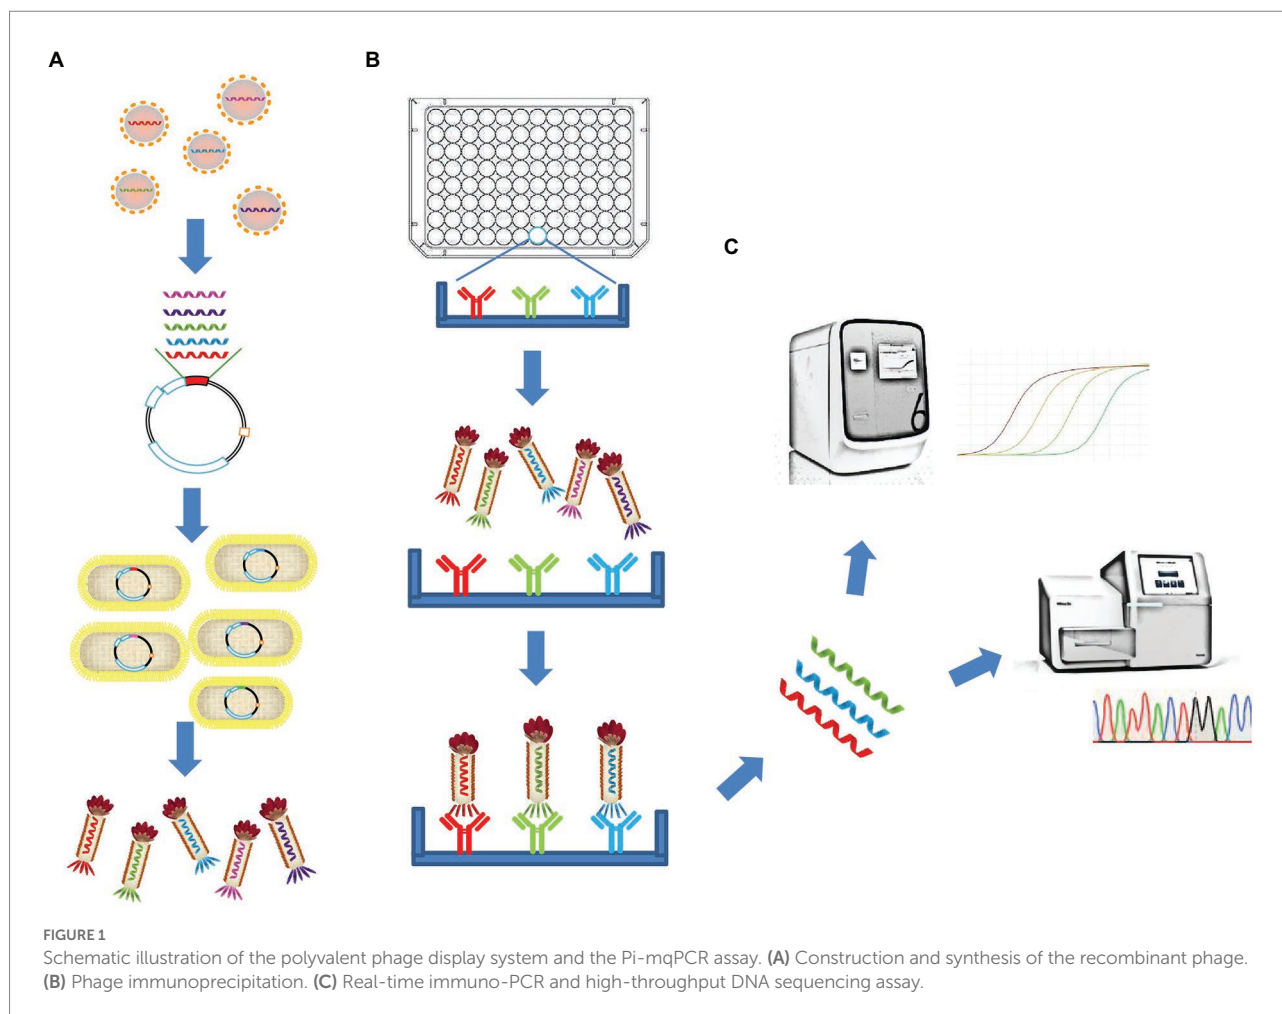 A
B
C
FIGURE 1
Schematic illustration of the polyvalent phage display system and the Pi-mqPCR assay. (A) Construction and synthesis of the recombinant phage.
(B) Phage immunoprecipitation. (C) Real-time immuno-PCR and high-throughput DNA sequencing assay.